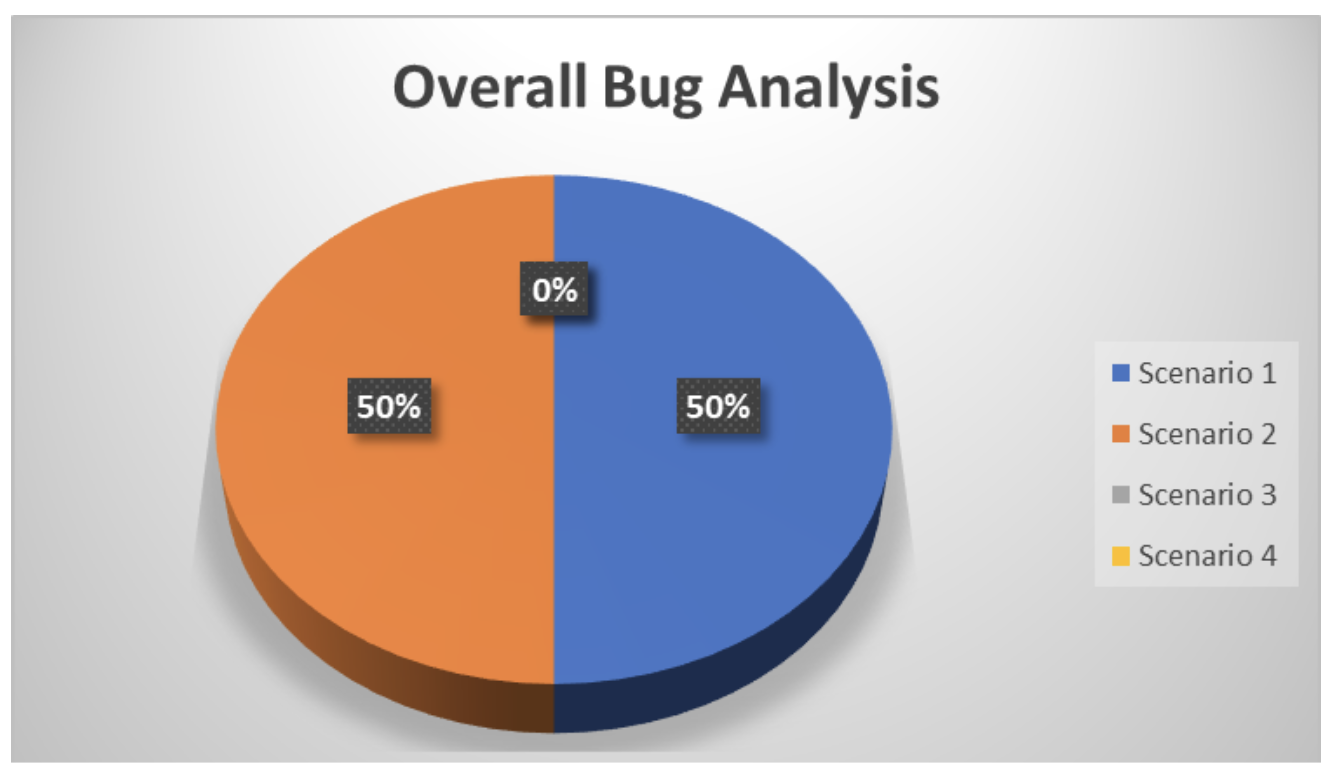 Overall Bug Analysis
0%
50%
50%
Scenario 1
Scenario 2
Scenario 3
Scenario 4